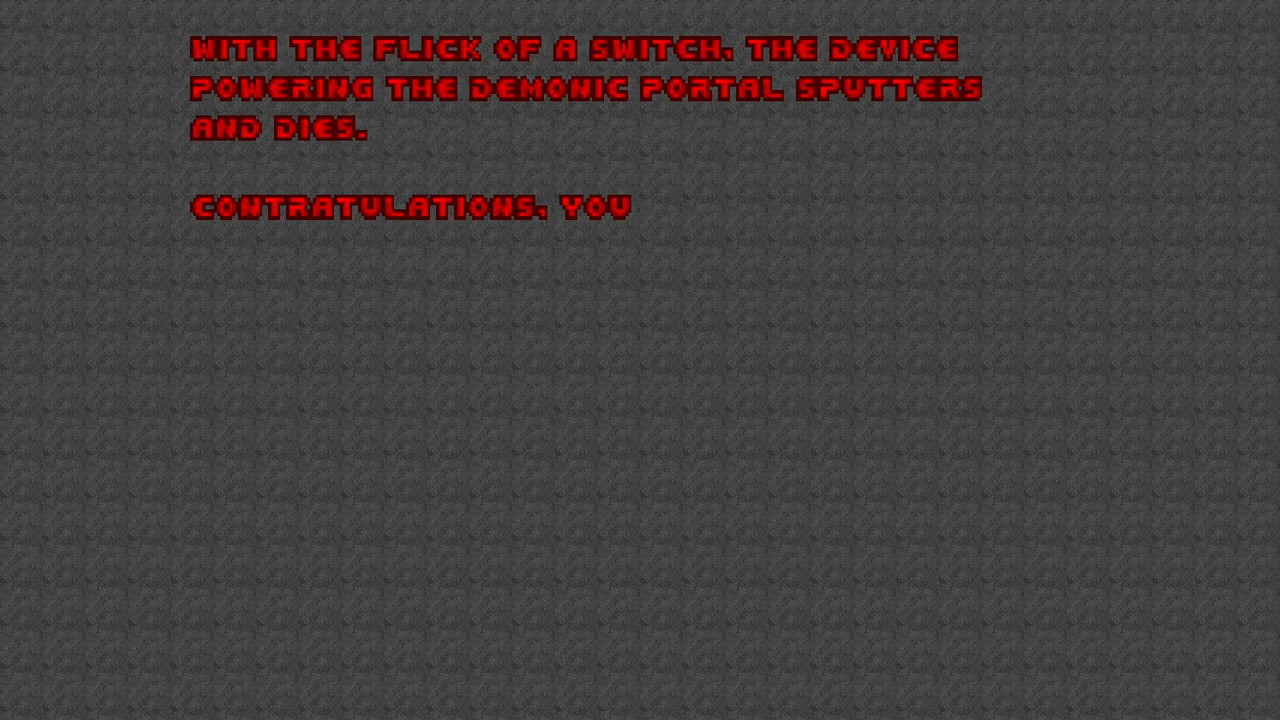 WITH THE FLICK OF A SWITCH, THE DEVICE
POWERING THE DEMONIC PORTAL SPUTTERS
AND DIES.
CONTRATULATIONS, YOU